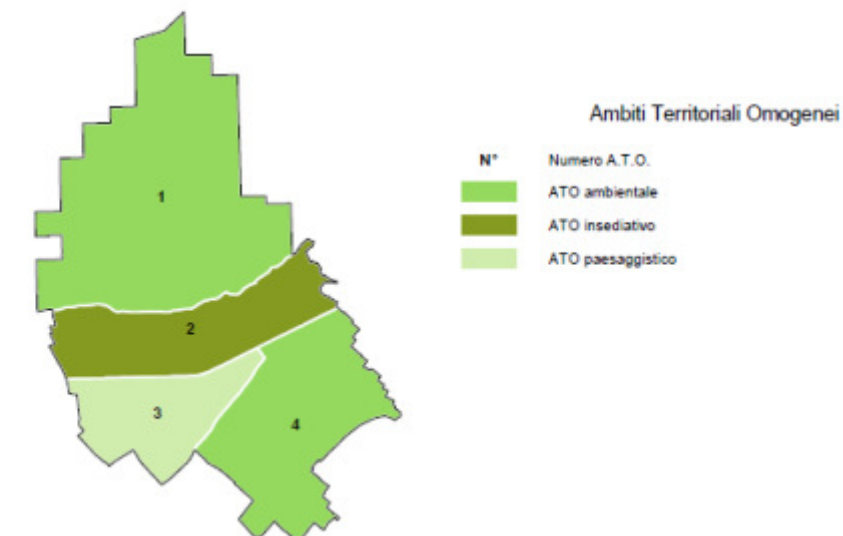 Ambiti Territoriali Omogenei
N° Numero A.T.O.
ATO ambientale
ATO insediativo
ATO paesaggistico
1
2
3
4